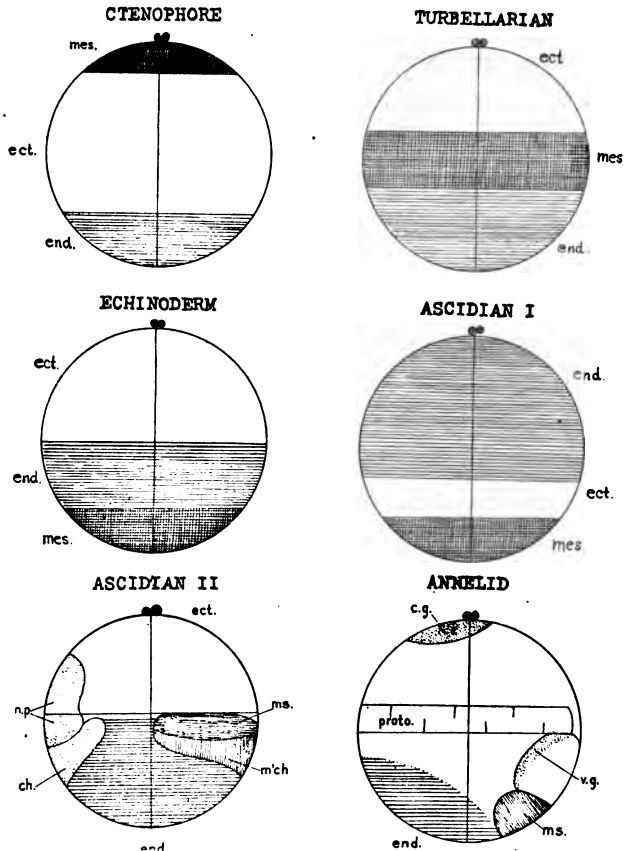 CTENOPHORE
mes.
ect.
end.
TURBELLARIAN
ect
mes
end.
ECHINODERM
ect.
end.
mes.
ASCIDIAN I
end.
ect.
mes
ASCIDIAN II
ect.
n.p.
ch.
ms.
m'ch
end.
ANNELID
c.g.
proto.
v.g.
ms.
end.